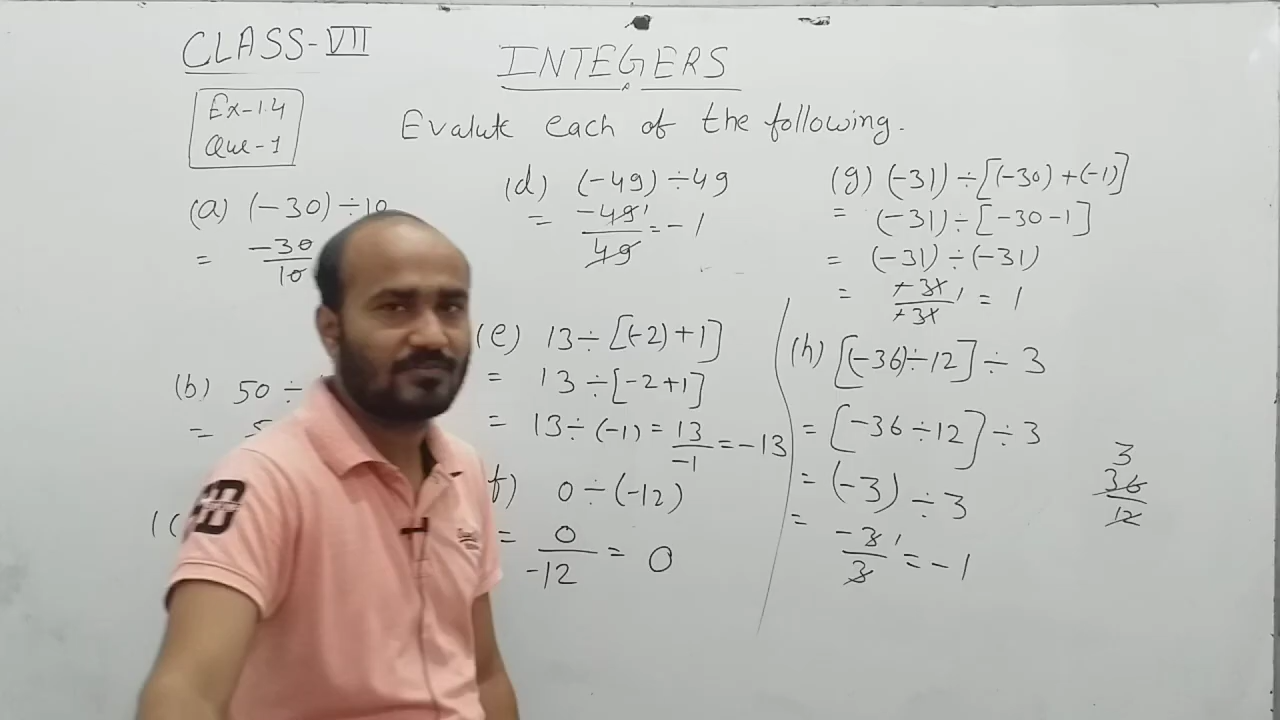 CLASS-VII
INTEGERS
Ex-1.4
Que-1
Evalute each of the following.
(a) (-30) ÷ 10
= -30
10
(b) 50 ÷
= 5
(d) (-49) ÷ 49
= -49/49 = -1
(e) 13 ÷ [(-2)+1]
= 13 ÷ [-2+1]
= 13 ÷ (-1) = 13/-1 = -13
f) 0 ÷ (-12)
= 0/-12 = 0
(g) (-31) ÷ [(-30) + (-1)]
= (-31) ÷ [-30-1]
= (-31) ÷ (-31)
= -31/-31 = 1
(h) [(-36) ÷ 12] ÷ 3
= [-36 ÷ 12] ÷ 3
= (-3) ÷ 3
= -3/3 = -1
3
36
12